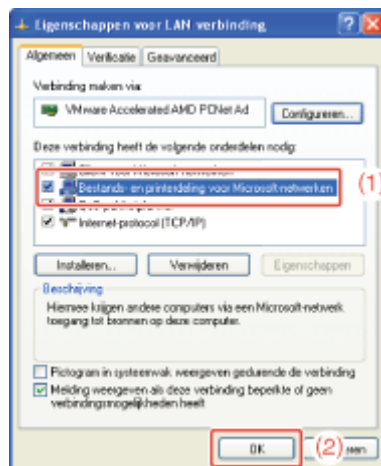 Eigenschappen voor LAN-verbinding
Algemeen Verificatie Geavanceerd
Verbinding maken via:
VMware Accelerated AMD PCNet Ad
Configureren...
Deze verbinding heeft de volgende onderdelen nodig:
Bestands- en printerdeling voor Microsoft-netwerken
(1)
Internet-protocol (TCP/IP)
Installeren... Verwijderen Eigenschappen
Beschrijving
Hiermee krijgen andere computers via een Microsoft-netwerk
toegang tot bronnen op deze computer.
Pictogram in systeemvak weergeven gedurende de verbinding
Melding weergeven als deze verbinding beperkte of geen
verbindingsmogelijkheden heeft
OK (2)